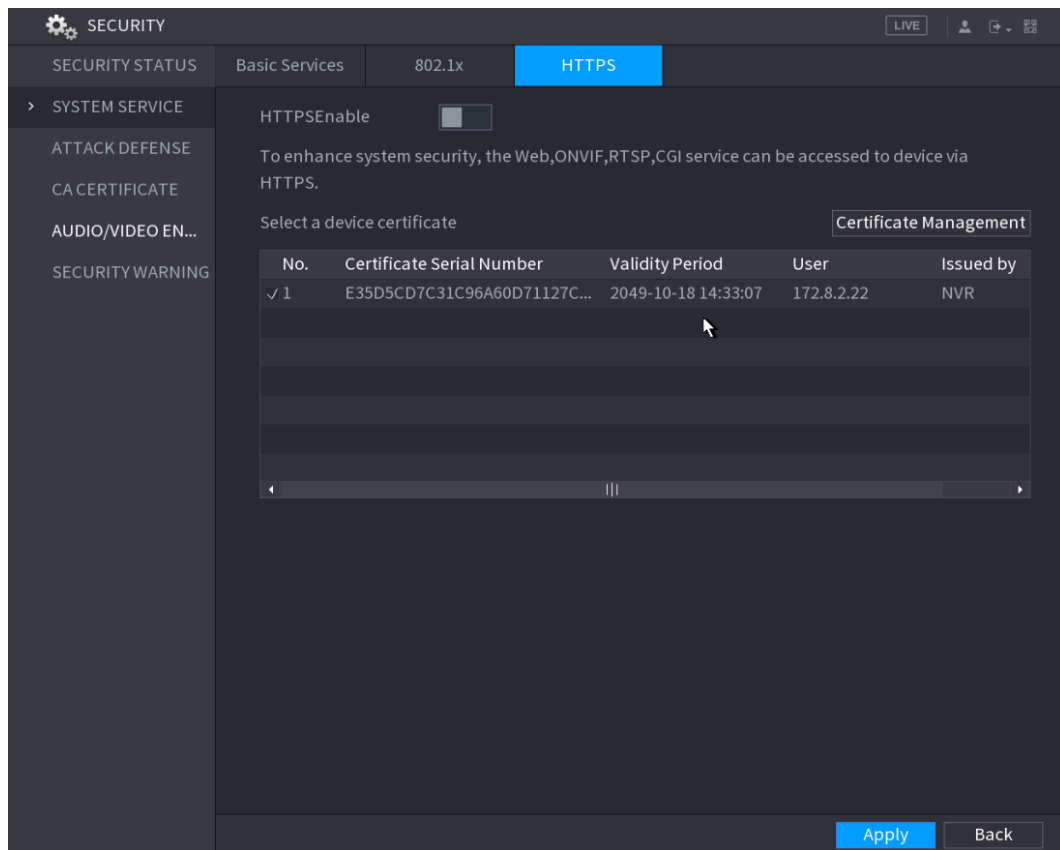 SECURITY
LIVE
SECURITY STATUS
SYSTEM SERVICE
ATTACK DEFENSE
CA CERTIFICATE
AUDIO/VIDEO EN...
SECURITY WARNING
Basic Services 802.1x HTTPS
HTTPSEnable
To enhance system security, the Web,ONVIF,RTSP,CGI service can be accessed to device via
HTTPS.
Select a device certificate Certificate Management
No. Certificate Serial Number Validity Period User Issued by
1 E35D5CD7C31C96A60D71127C... 2049-10-18 14:33:07 172.8.2.22 NVR
Apply Back